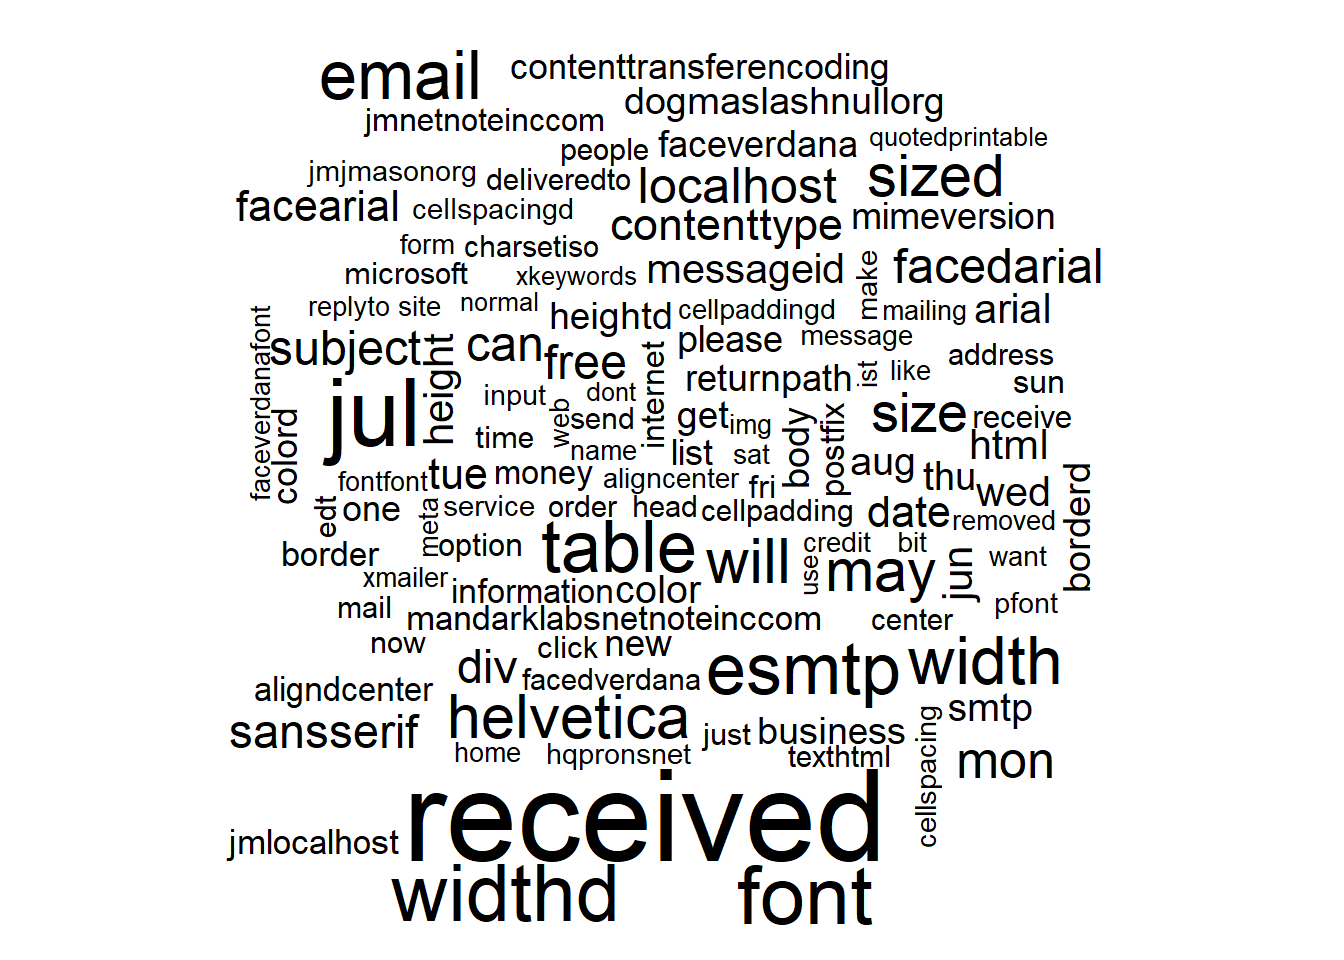 email contenttransferencoding
dogmaslashnullorg
jmnetnoteinccom
people faceverdana quotedprintable
jmjmasonorg deliveredto localhost sized
facearial cellspacingd contenttype mimeversion
form charsetiso
microsoft xkeywords messageid make facedarial
replyto site normal heightd cellpaddingd mailing arial
faceverdanafont subject height can free internet please message
returnpath ist like address
sun
jul input dont
colord time web send name get img body postfix size receive
list sat html
fontfont tue money aligncenter fri aug thu wed borderd
edt one meta service order head cellpadding date removed
border option table will credit bit
xmailer information color use may jun want
mail mandarklabsnetnoteinccom center pfont
now click new
aligndcenter div facedverdana esmtp width
sansserif helvetica just business cellspacing smtp
home hqpronsnet texthtml mon
jmlocalhost received
widthd font